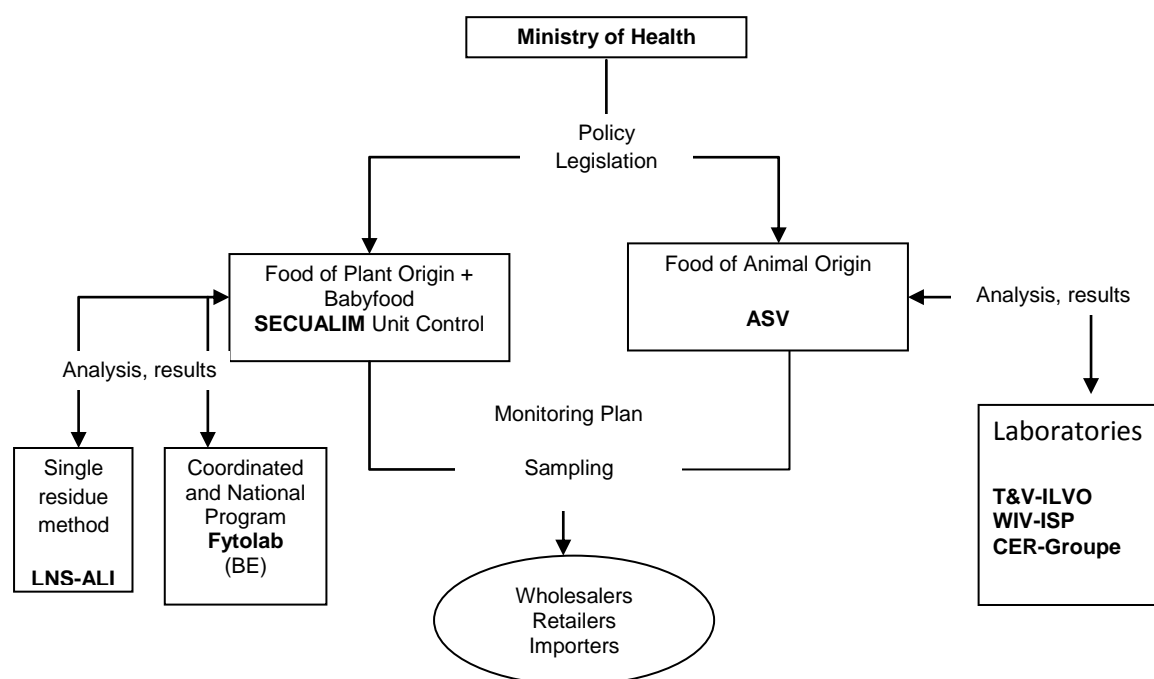 Ministry of Health
Policy
Legislation
Food of Plant Origin +
Babyfood
SECUALIM Unit Control
Food of Animal Origin
ASV
Analysis, results
Analysis, results
Monitoring Plan
Sampling
Single
residue
method
LNS-ALI
Coordinated
and National
Program
Fytolab
(BE)
Laboratories
T&V-ILVO
WIV-ISP
CER-Groupe
Wholesalers
Retailers
Importers